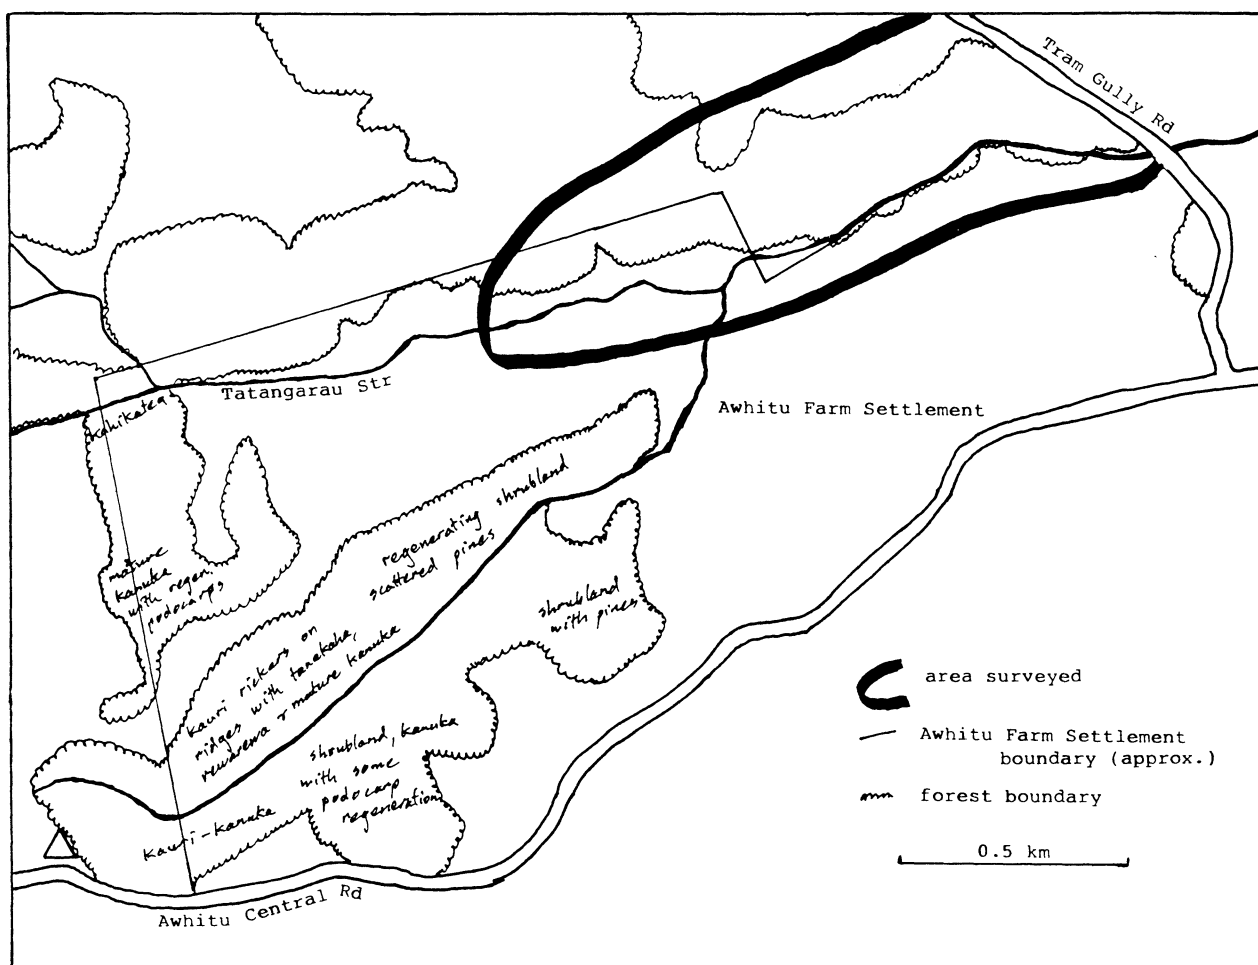 Tram Gully Rd
Tatangarau Str
Awhitu Farm Settlement
kahikatea
regenerating shrubland
scattered pines
mature
kanuka
with regen.
podocarps
shrubland
with pines
kauri rickers on
ridges with tanekaha,
rewarewa & mature kanuka
shrubland, kanuka
with some
podocarp
regeneration
kauri-kanuka
Awhitu Central Rd
area surveyed
Awhitu Farm Settlement
boundary (approx.)
forest boundary
0.5 km